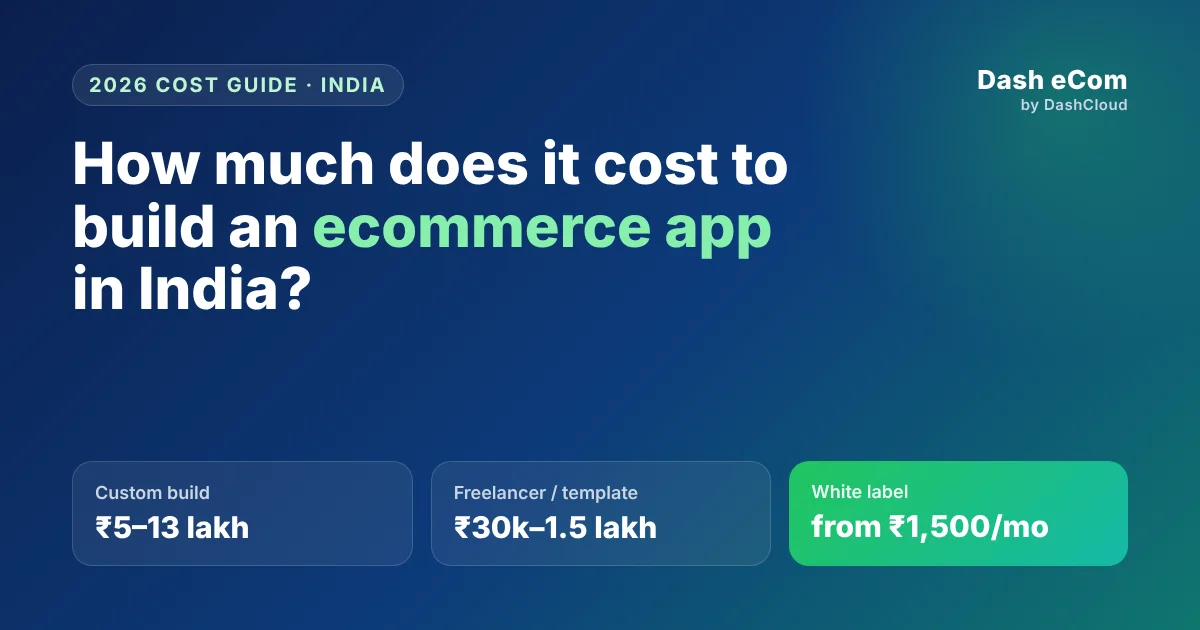 2026 COST GUIDE · INDIA
Dash eCom
by DashCloud
How much does it cost to
build an ecommerce app
in India?
Custom build
₹5–13 lakh
Freelancer / template
₹30k–1.5 lakh
White label
from ₹1,500/mo